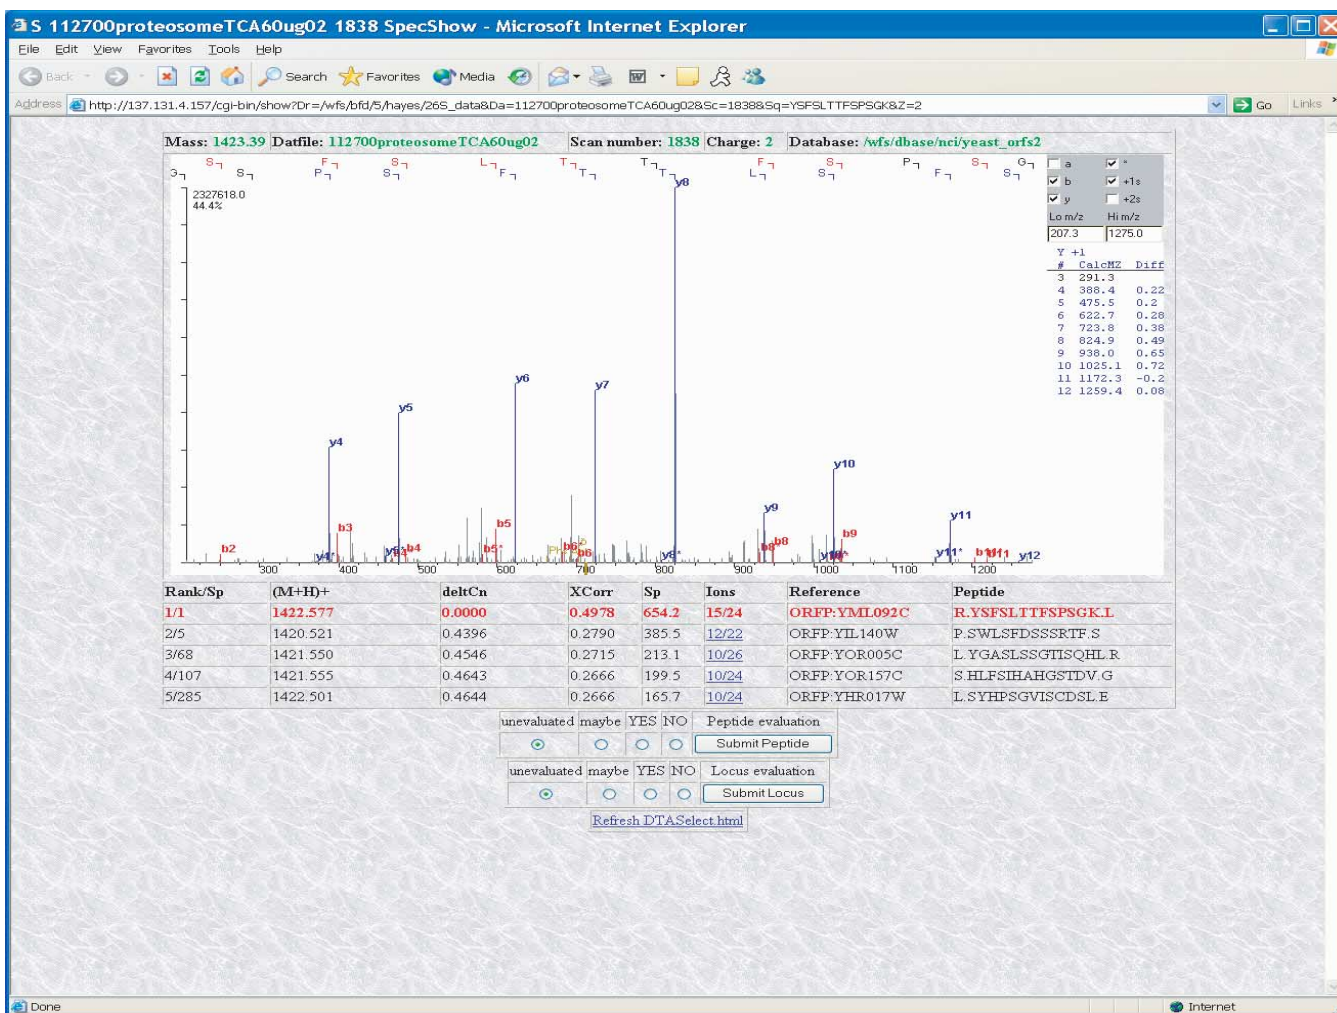 S 112700proteosomeTCA60ug02 1838 SpecShow - Microsoft Internet Explorer
File Edit View Favorites Tools Help
Back Search Favorites Media
Address http://137.131.4.157/cgi-bin/show?Dr=/wfs/bfd/5/hayes/26S_data&Da=112700proteosomeTCA60ug02&Sc=1838&Sq=YSFSLTTFSPSGK&Z=2 Go Links
Mass: 1423.39 Datfile: 112700proteosomeTCA60ug02 Scan number: 1838 Charge: 2 Database: /wfs/dbase/nci/yeast_orfs2
S F S L T T F S P S G
G S P S F T T L S F S
a *
b +1s
y +2s
Lo m/z Hi m/z
207.3 1275.0
2327618.0
44.4%
Y +1
# CalcMZ Diff
3 291.3
4 388.4 0.22
5 475.5 0.2
6 622.7 0.28
7 723.8 0.38
8 824.9 0.49
9 938.0 0.65
10 1025.1 0.72
11 1172.3 -0.2
12 1259.4 0.08
y8
y6 y7
y5
y4 y10
y9 y11
b3 b5 b9
b2 y4* y5* b4 b5* b6* b6 y8* b8* b8 y11* y12
300 400 500 600 700 800 900 1000 1100 1200
Rank/Sp (M+H)+ deltCn XCorr Sp Ions Reference Peptide
1/1 1422.577 0.0000 0.4978 654.2 15/24 ORFP:YML092C R.YSFSLTTFSPSGK.L
2/5 1420.521 0.4396 0.2790 385.5 12/22 ORFP:YIL140W P.SWLSFDSSSRTF.S
3/68 1421.550 0.4546 0.2715 213.1 10/26 ORFP:YOR005C L.YGASLSSGTISQHL.R
4/107 1421.555 0.4643 0.2666 199.5 10/24 ORFP:YOR157C S.HLFSIHAHGSTDV.G
5/285 1422.501 0.4644 0.2666 165.7 10/24 ORFP:YHR017W L.SYHPSGVISCDSL.E
unevaluated maybe YES NO Peptide evaluation
Submit Peptide
unevaluated maybe YES NO Locus evaluation
Submit Locus
Refresh DTASelect.html
Done Internet